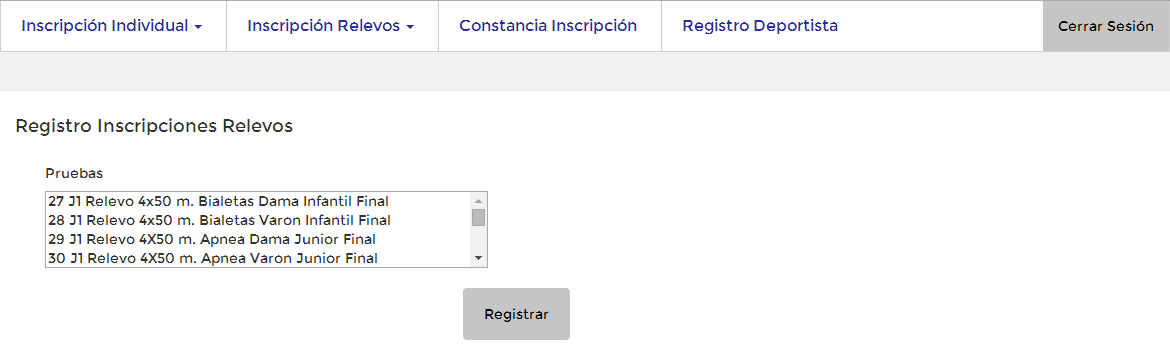 Inscripción Individual Inscripción Relevos Constancia Inscripción Registro Deportista Cerrar Sesión
Registro Inscripciones Relevos
Pruebas
27 J1 Relevo 4x50 m. Bialetas Dama Infantil Final
28 J1 Relevo 4x50 m. Bialetas Varon Infantil Final
29 J1 Relevo 4X50 m. Apnea Dama Junior Final
30 J1 Relevo 4X50 m. Apnea Varon Junior Final
Registrar